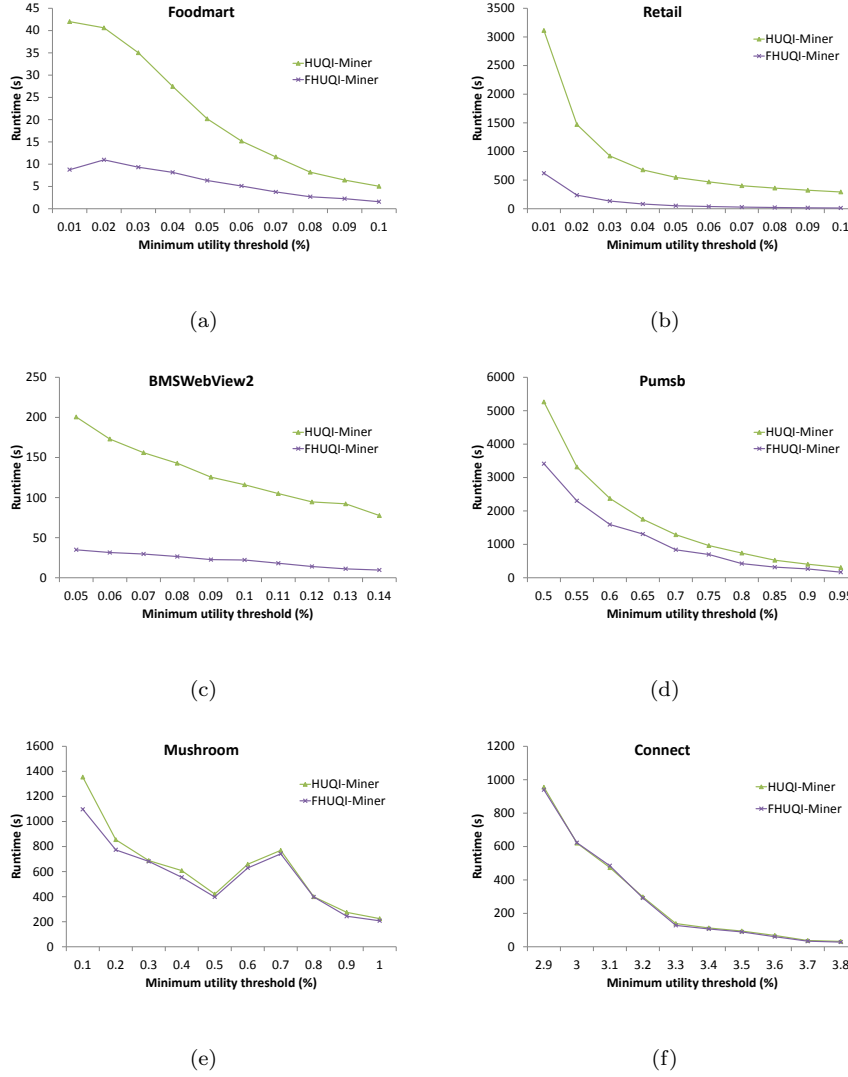 Foodmart
45
40
35
30
25
20
15
10
5
0
Runtime (s)
HUQI-Miner
FHUQI-Miner
0.01 0.02 0.03 0.04 0.05 0.06 0.07 0.08 0.09 0.1
Minimum utility threshold (%)
(a)
Retail
3500
3000
2500
2000
1500
1000
500
0
Runtime (s)
HUQI-Miner
FHUQI-Miner
0.01 0.02 0.03 0.04 0.05 0.06 0.07 0.08 0.09 0.1
Minimum utility threshold (%)
(b)
BMSWebView2
250
200
150
100
50
0
Runtime (s)
HUQI-Miner
FHUQI-Miner
0.05 0.06 0.07 0.08 0.09 0.1 0.11 0.12 0.13 0.14
Minimum utility threshold (%)
(c)
Pumsb
6000
5000
4000
3000
2000
1000
0
Runtime (s)
HUQI-Miner
FHUQI-Miner
0.5 0.55 0.6 0.65 0.7 0.75 0.8 0.85 0.9 0.95
Minimum utility threshold (%)
(d)
Mushroom
1600
1400
1200
1000
800
600
400
200
0
Runtime (s)
HUQI-Miner
FHUQI-Miner
0.1 0.2 0.3 0.4 0.5 0.6 0.7 0.8 0.9 1
Minimum utility threshold (%)
(e)
Connect
1200
1000
800
600
400
200
0
Runtime (s)
HUQI-Miner
FHUQI-Miner
2.9 3 3.1 3.2 3.3 3.4 3.5 3.6 3.7 3.8
Minimum utility threshold (%)
(f)